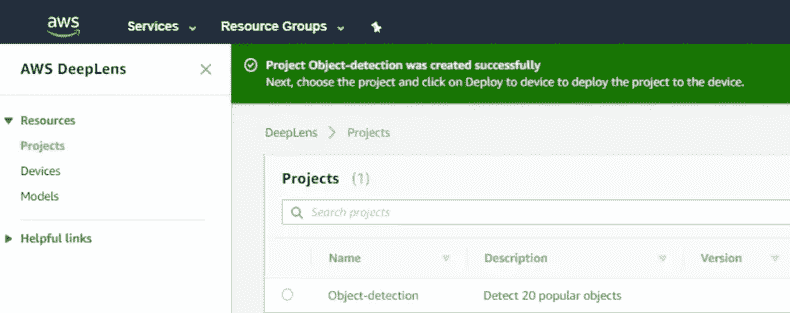 aws Services Resource Groups
AWS DeepLens
Project Object-detection was created successfully
Next, choose the project and click on Deploy to device to deploy the project to the device.
Resources
Projects
Devices
Models
Helpful links
DeepLens > Projects
Projects (1)
Search projects
Name Description Version
Object-detection Detect 20 popular objects